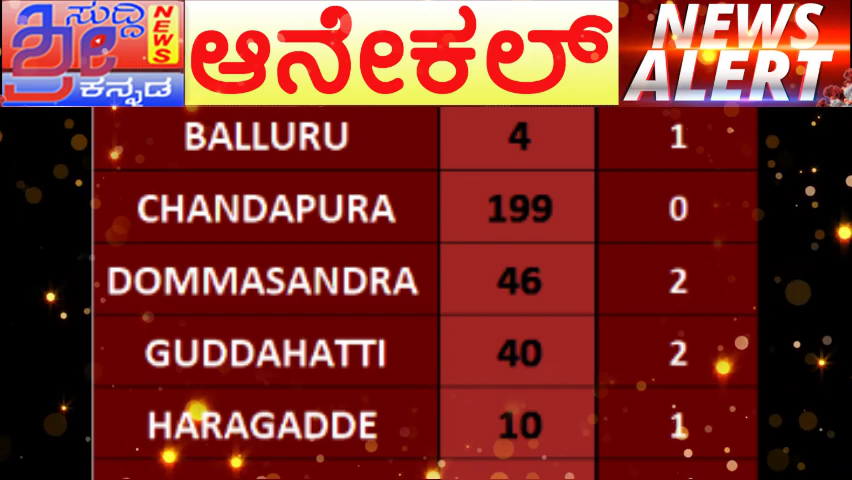 ಸುದ್ದಿ
ಶ್ರೀ
NEWS
ಕನ್ನಡ
ಆನೇಕಲ್
NEWS
ALERT
BALLURU 4 1
CHANDAPURA 199 0
DOMMASANDRA 46 2
GUDDAHATTI 40 2
HARAGADDE 10 1